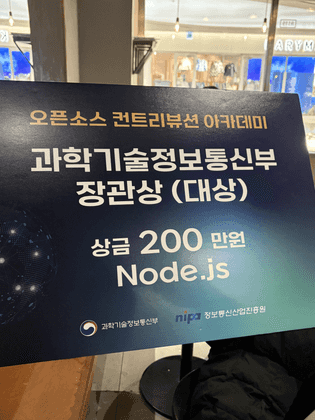 오픈소스 컨트리뷰션 아카데미
과학기술정보통신부
장관상 (대상)
상금 200 만원
Node.js
과학기술정보통신부
nipa 정보통신산업진흥원